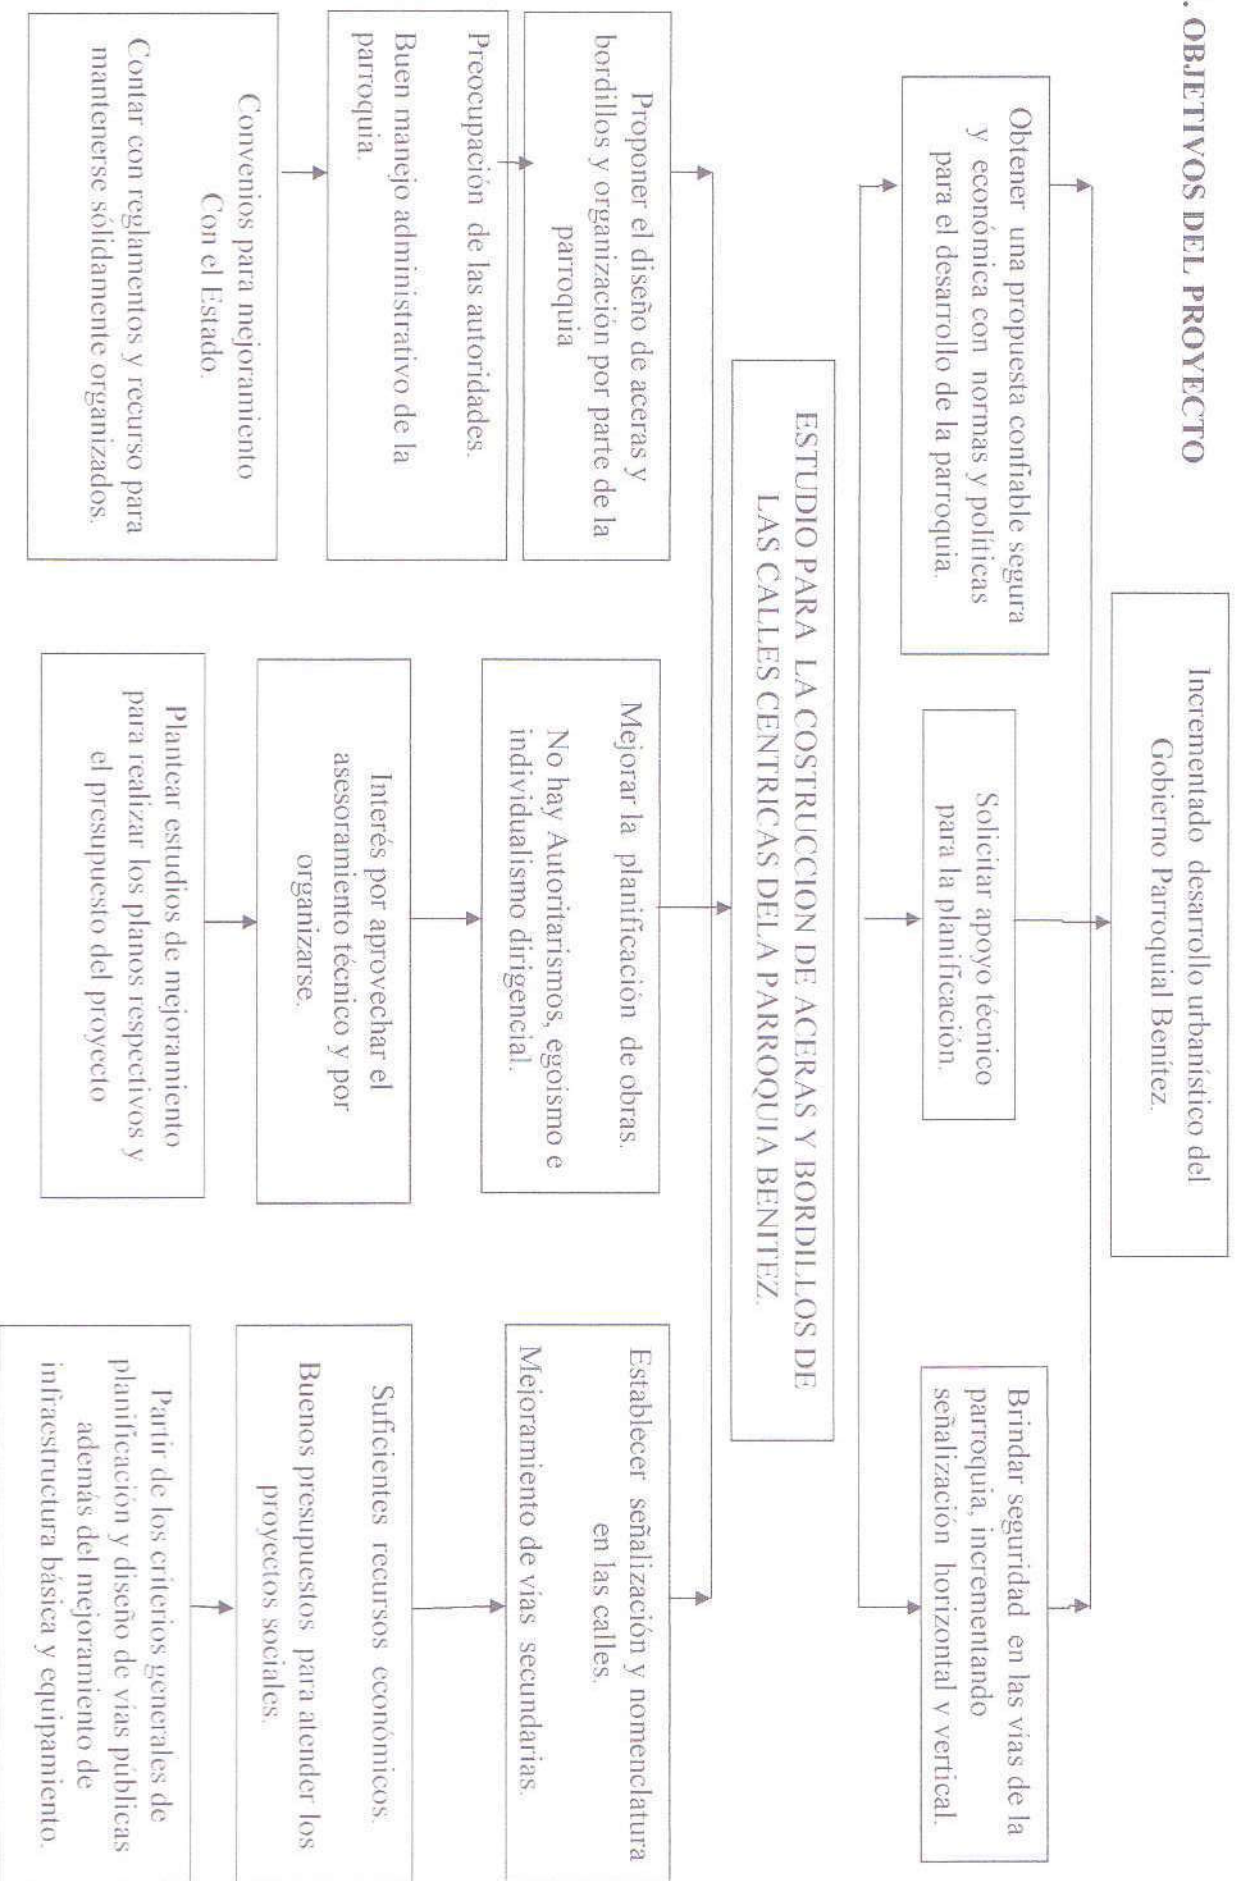 . OBJETIVOS DEL PROYECTO
Incrementado desarrollo urbanístico del
Gobierno Parroquial Benítez.
Obtener una propuesta confiable segura
y económica con normas y políticas
para el desarrollo de la parroquia.
Solicitar apoyo técnico
para la planificación.
Brindar seguridad en las vías de la
parroquia, incrementando
señalización horizontal y vertical.
ESTUDIO PARA LA COSTRUCCION DE ACERAS Y BORDILLOS DE
LAS CALLES CENTRICAS DE LA PARROQUIA BENITEZ.
Proponer el diseño de aceras y
bordillos y organización por parte de la
parroquia
Mejorar la planificación de obras.
No hay Autoritarismos, egoismo e
individualismo dirigencial.
Establecer señalización y nomenclatura
en las calles.
Mejoramiento de vías secundarias.
Preocupación de las autoridades.
Buen manejo administrativo de la
parroquia.
Interés por aprovechar el
asesoramiento técnico y por
organizarse.
Suficientes recursos económicos.
Buenos presupuestos para atender los
proyectos sociales.
Convenios para mejoramiento
Con el Estado.
Contar con reglamentos y recurso para
mantenerse sólidamente organizados.
Plantear estudios de mejoramiento
para realizar los planos respectivos y
el presupuesto del proyecto
Partir de los criterios generales de
planificación y diseño de vías públicas
además del mejoramiento de
infraestructura básica y equipamiento.